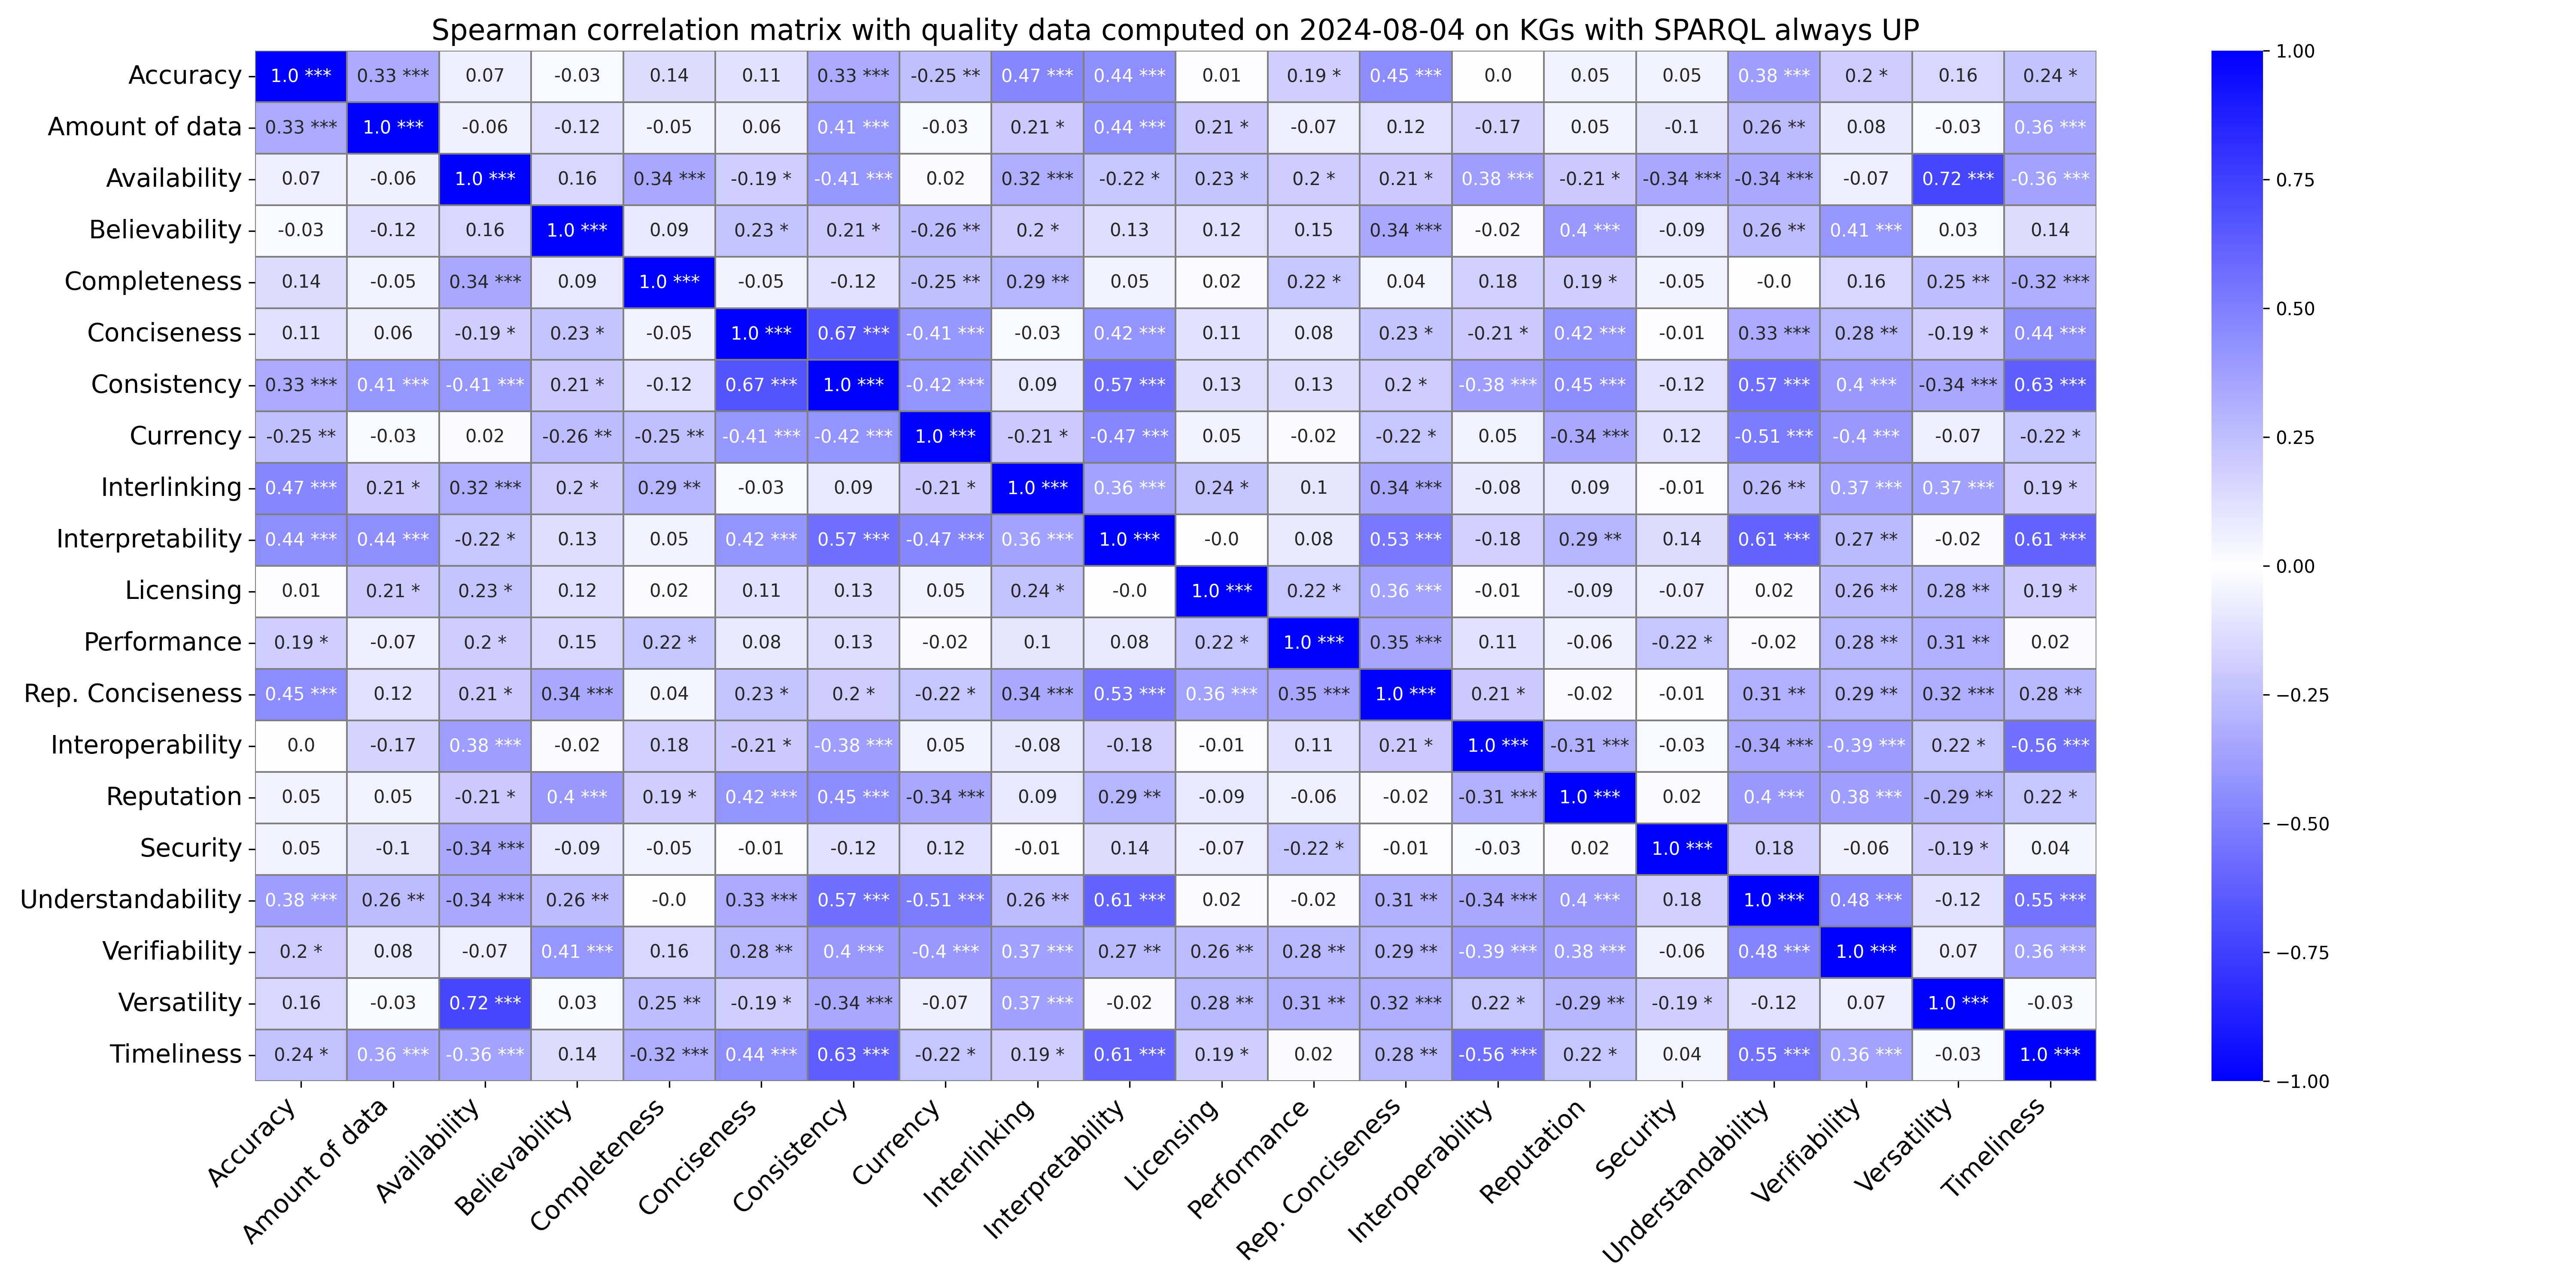 Spearman correlation matrix with quality data computed on 2024-08-04 on KGs with SPARQL always UP
Accuracy 1.0 *** 0.33 *** 0.07 -0.03 0.14 0.11 0.33 *** -0.25 ** 0.47 *** 0.44 *** 0.01 0.19 * 0.45 *** 0.0 0.05 0.05 0.38 *** 0.2 * 0.16 0.24 *
Amount of data 0.33 *** 1.0 *** -0.06 -0.12 -0.05 0.06 0.41 *** -0.03 0.21 * 0.44 *** 0.21 * -0.07 0.12 -0.17 0.05 -0.1 0.26 ** 0.08 -0.03 0.36 ***
Availability 0.07 -0.06 1.0 *** 0.16 0.34 *** -0.19 * -0.41 *** 0.02 0.32 *** -0.22 * 0.23 * 0.2 * 0.21 * 0.38 *** -0.21 * -0.34 *** -0.34 *** -0.07 0.72 *** -0.36 ***
Believability -0.03 -0.12 0.16 1.0 *** 0.09 0.23 * 0.21 * -0.26 ** 0.2 * 0.13 0.12 0.15 0.34 *** -0.02 0.4 *** -0.09 0.26 ** 0.41 *** 0.03 0.14
Completeness 0.14 -0.05 0.34 *** 0.09 1.0 *** -0.05 -0.12 -0.25 ** 0.29 ** 0.05 0.02 0.22 * 0.04 0.18 0.19 * -0.05 -0.0 0.16 0.25 ** -0.32 ***
Conciseness 0.11 0.06 -0.19 * 0.23 * -0.05 1.0 *** 0.67 *** -0.41 *** -0.03 0.42 *** 0.11 0.08 0.23 * -0.21 * 0.42 *** -0.01 0.33 *** 0.28 ** -0.19 * 0.44 ***
Consistency 0.33 *** 0.41 *** -0.41 *** 0.21 * -0.12 0.67 *** 1.0 *** -0.42 *** 0.09 0.57 *** 0.13 0.13 0.2 * -0.38 *** 0.45 *** -0.12 0.57 *** 0.4 *** -0.34 *** 0.63 ***
Currency -0.25 ** -0.03 0.02 -0.26 ** -0.25 ** -0.41 *** -0.42 *** 1.0 *** -0.21 * -0.47 *** 0.05 -0.02 -0.22 * 0.05 -0.34 *** 0.12 -0.51 *** -0.4 *** -0.07 -0.22 *
Interlinking 0.47 *** 0.21 * 0.32 *** 0.2 * 0.29 ** -0.03 0.09 -0.21 * 1.0 *** 0.36 *** 0.24 * 0.1 0.34 *** -0.08 0.09 -0.01 0.26 ** 0.37 *** 0.37 *** 0.19 *
Interpretability 0.44 *** 0.44 *** -0.22 * 0.13 0.05 0.42 *** 0.57 *** -0.47 *** 0.36 *** 1.0 *** -0.0 0.08 0.53 *** -0.18 0.29 ** 0.14 0.61 *** 0.27 ** -0.02 0.61 ***
Licensing 0.01 0.21 * 0.23 * 0.12 0.02 0.11 0.13 0.05 0.24 * -0.0 1.0 *** 0.22 * 0.36 *** -0.01 -0.09 -0.07 0.02 0.26 ** 0.28 ** 0.19 *
Performance 0.19 * -0.07 0.2 * 0.15 0.22 * 0.08 0.13 -0.02 0.1 0.08 0.22 * 1.0 *** 0.35 *** 0.11 -0.06 -0.22 * -0.02 0.28 ** 0.31 ** 0.02
Rep. Conciseness 0.45 *** 0.12 0.21 * 0.34 *** 0.04 0.23 * 0.2 * -0.22 * 0.34 *** 0.53 *** 0.36 *** 0.35 *** 1.0 *** 0.21 * -0.02 -0.01 0.31 ** 0.29 ** 0.32 *** 0.28 **
Interoperability 0.0 -0.17 0.38 *** -0.02 0.18 -0.21 * -0.38 *** 0.05 -0.08 -0.18 -0.01 0.11 0.21 * 1.0 *** -0.31 *** -0.03 -0.34 *** -0.39 *** 0.22 * -0.56 ***
Reputation 0.05 0.05 -0.21 * 0.4 *** 0.19 * 0.42 *** 0.45 *** -0.34 *** 0.09 0.29 ** -0.09 -0.06 -0.02 -0.31 *** 1.0 *** 0.02 0.4 *** 0.38 *** -0.29 ** 0.22 *
Security 0.05 -0.1 -0.34 *** -0.09 -0.05 -0.01 -0.12 0.12 -0.01 0.14 -0.07 -0.22 * -0.01 -0.03 0.02 1.0 *** 0.18 -0.06 -0.19 * 0.04
Understandability 0.38 *** 0.26 ** -0.34 *** 0.26 ** -0.0 0.33 *** 0.57 *** -0.51 *** 0.26 ** 0.61 *** 0.02 -0.02 0.31 ** -0.34 *** 0.4 *** 0.18 1.0 *** 0.48 *** -0.12 0.55 ***
Verifiability 0.2 * 0.08 -0.07 0.41 *** 0.16 0.28 ** 0.4 *** -0.4 *** 0.37 *** 0.27 ** 0.26 ** 0.28 ** 0.29 ** -0.39 *** 0.38 *** -0.06 0.48 *** 1.0 *** 0.07 0.36 ***
Versatility 0.16 -0.03 0.72 *** 0.03 0.25 ** -0.19 * -0.34 *** -0.07 0.37 *** -0.02 0.28 ** 0.31 ** 0.32 *** 0.22 * -0.29 ** -0.19 * -0.12 0.07 1.0 *** -0.03
Timeliness 0.24 * 0.36 *** -0.36 *** 0.14 -0.32 *** 0.44 *** 0.63 *** -0.22 * 0.19 * 0.61 *** 0.19 * 0.02 0.28 ** -0.56 *** 0.22 * 0.04 0.55 *** 0.36 *** -0.03 1.0 ***
Accuracy
Amount of data
Availability
Believability
Completeness
Conciseness
Consistency
Currency
Interlinking
Interpretability
Licensing
Performance
Rep. Conciseness
Interoperability
Reputation
Security
Understandability
Verifiability
Versatility
Timeliness
1.00
0.75
0.50
0.25
0.00
−0.25
−0.50
−0.75
−1.00